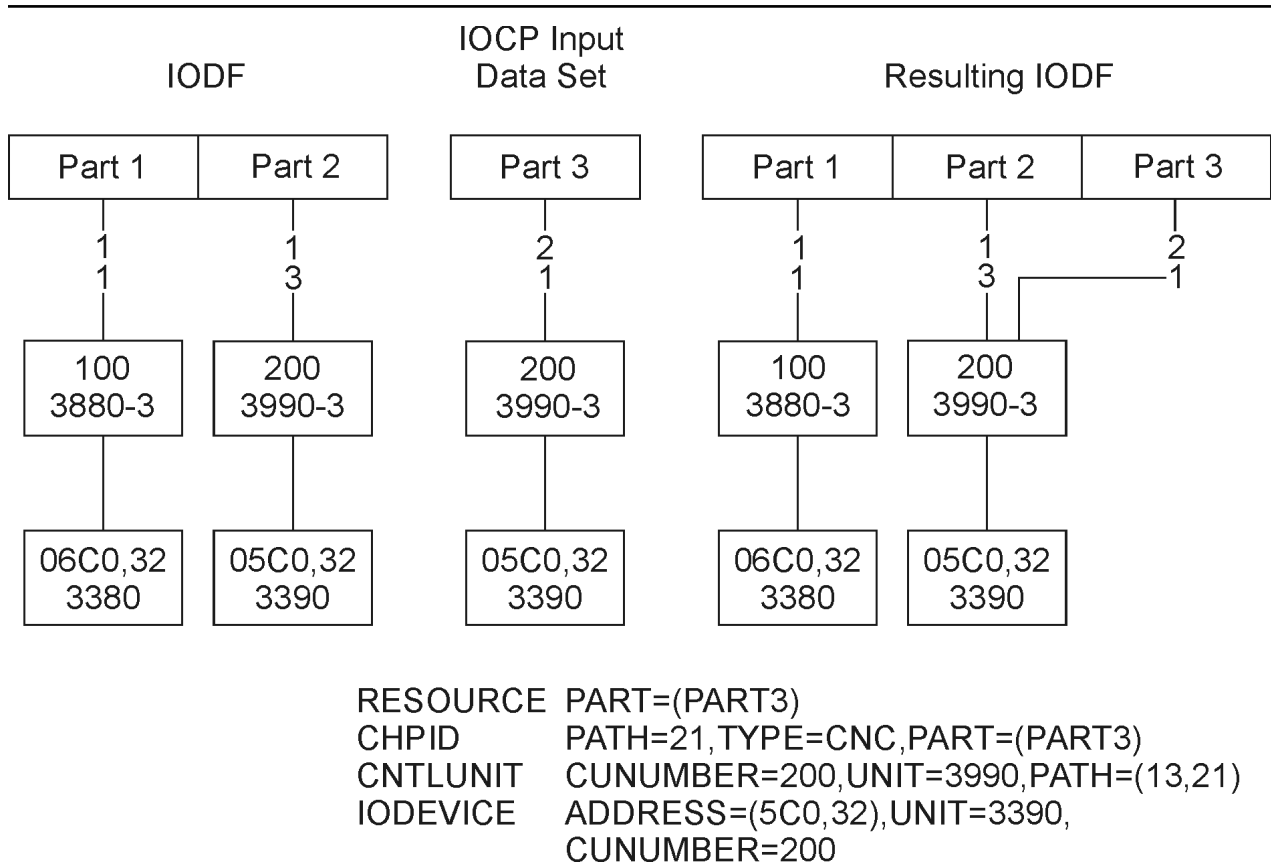 IODF
IOCP Input
Data Set
Resulting IODF
Part 1 Part 2 Part 3 Part 1 Part 2 Part 3
1 1 2 1 1 2
1 3 1 1 3 1
100 200 200 100 200
3880-3 3990-3 3990-3 3880-3 3990-3
06C0,32 05C0,32 05C0,32 06C0,32 05C0,32
3380 3390 3390 3380 3390
RESOURCE PART=(PART3)
CHPID PATH=21,TYPE=CNC,PART=(PART3)
CNTLUNIT CUNUMBER=200,UNIT=3990,PATH=(13,21)
IODEVICE ADDRESS=(5C0,32),UNIT=3390,
CUNUMBER=200